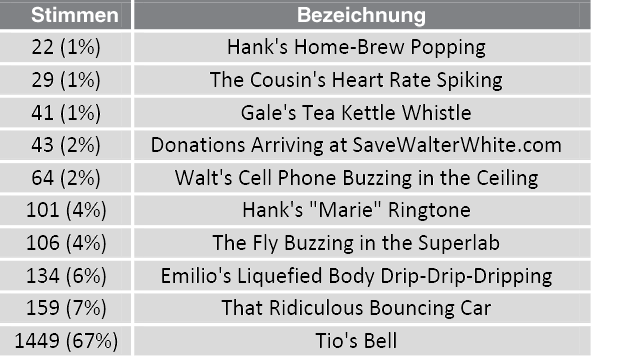 Stimmen Bezeichnung
22 (1%) Hank's Home-Brew Popping
29 (1%) The Cousin's Heart Rate Spiking
41 (1%) Gale's Tea Kettle Whistle
43 (2%) Donations Arriving at SaveWalterWhite.com
64 (2%) Walt's Cell Phone Buzzing in the Ceiling
101 (4%) Hank's "Marie" Ringtone
106 (4%) The Fly Buzzing in the Superlab
134 (6%) Emilio's Liquefied Body Drip-Drip-Dripping
159 (7%) That Ridiculous Bouncing Car
1449 (67%) Tio's Bell